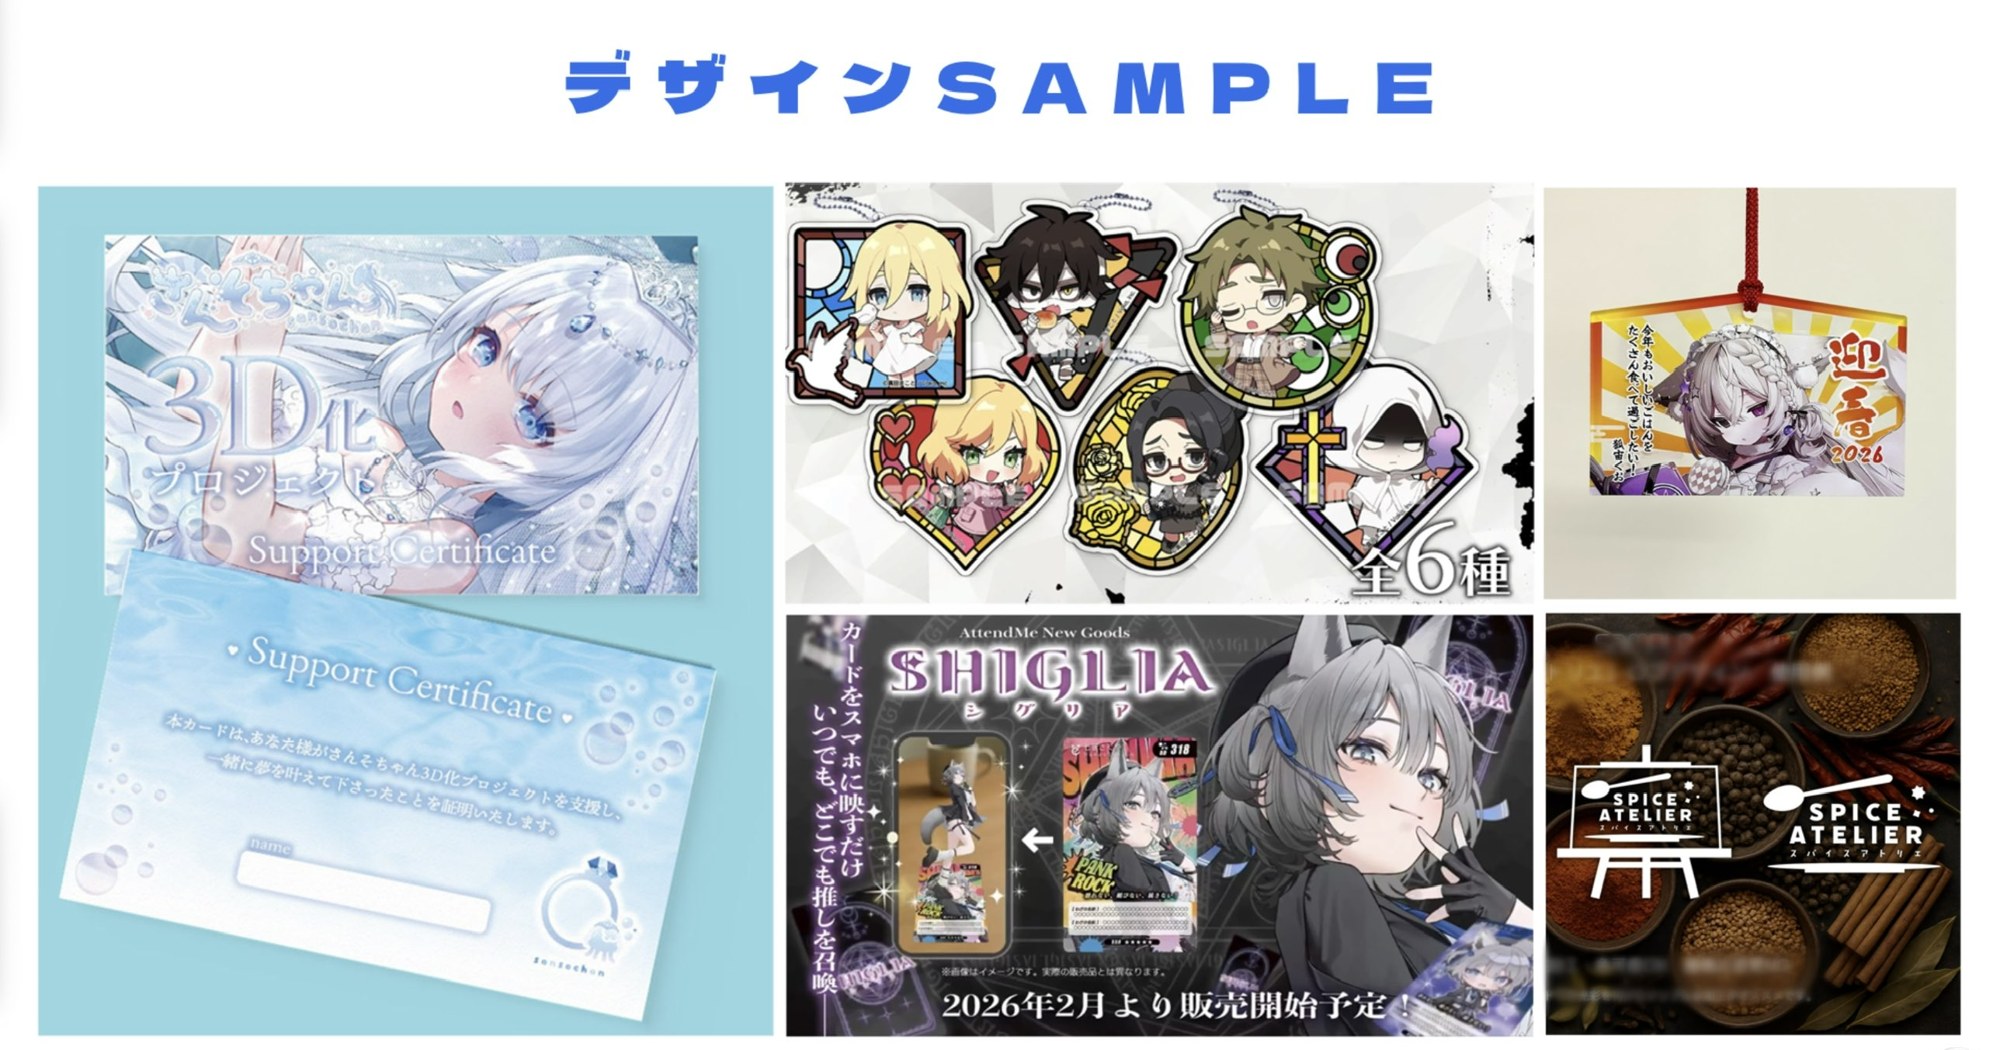 デザインSAMPLE
さんそちゃん
sansochan
3D化
プロジェクト
Support Certificate
Support Certificate
本カードは、あなた様がさんそちゃん3D化プロジェクトを支援し、
一緒に夢を叶えて下さったことを証明いたします。
name
sansochan
SAMPLE
SAMPLE
全6種
迎春
2026
今年もおいしいごはんを
たくさん食べて過ごしたい!
カードをスマホに映すだけ
いつでも、どこでも推しを召喚
AttendMe New Goods
SHIGLIA
シグリア
318
PANK
ROCK
※画像はイメージです。実際の販売品とは異なります。
2026年2月より販売開始予定!
SPICE
ATELIER
スパイスアトリエ
SPICE
ATELIER
スパイスアトリエ